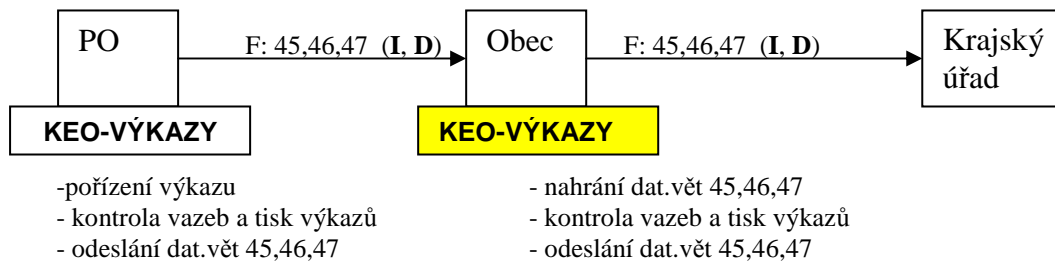 PO
F: 45,46,47 (I, D)
Obec
F: 45,46,47 (I, D)
Krajský
úřad
KEO-VÝKAZY
KEO-VÝKAZY
-pořízení výkazu
- kontrola vazeb a tisk výkazů
- odeslání dat.vět 45,46,47
- nahrání dat.vět 45,46,47
- kontrola vazeb a tisk výkazů
- odeslání dat.vět 45,46,47